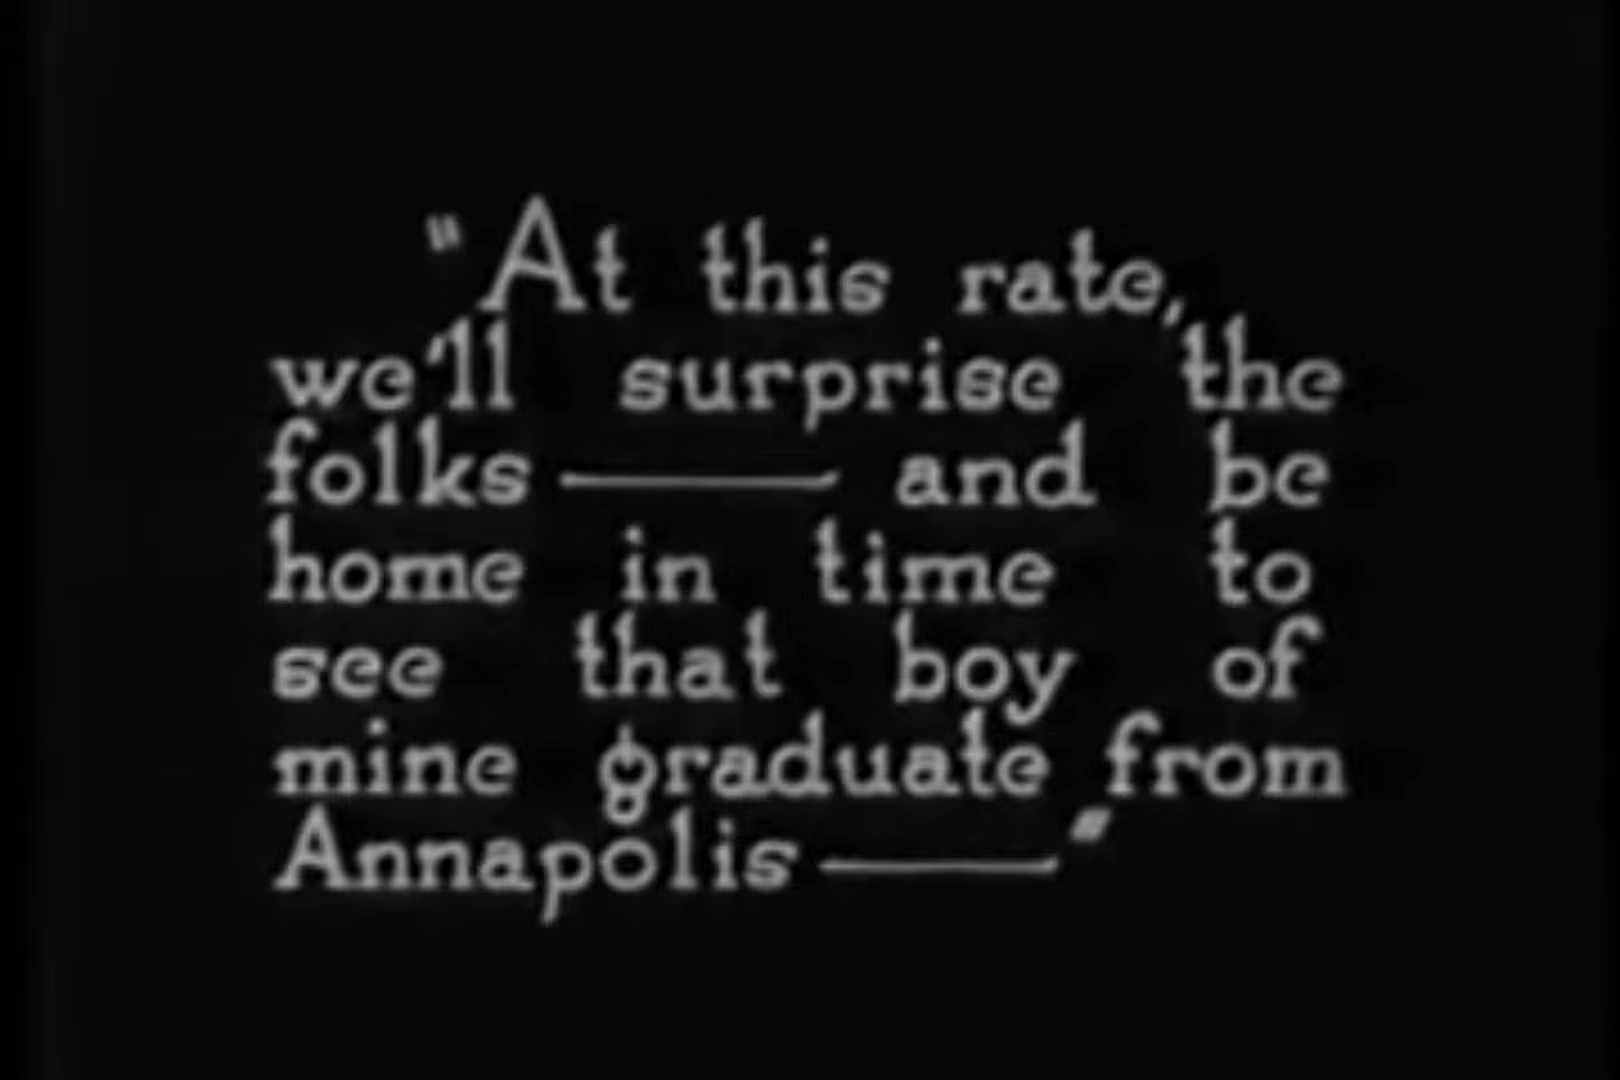 "At this rate,
we'll surprise the
folks —— and be
home in time to
see that boy of
mine graduate from
Annapolis ——"